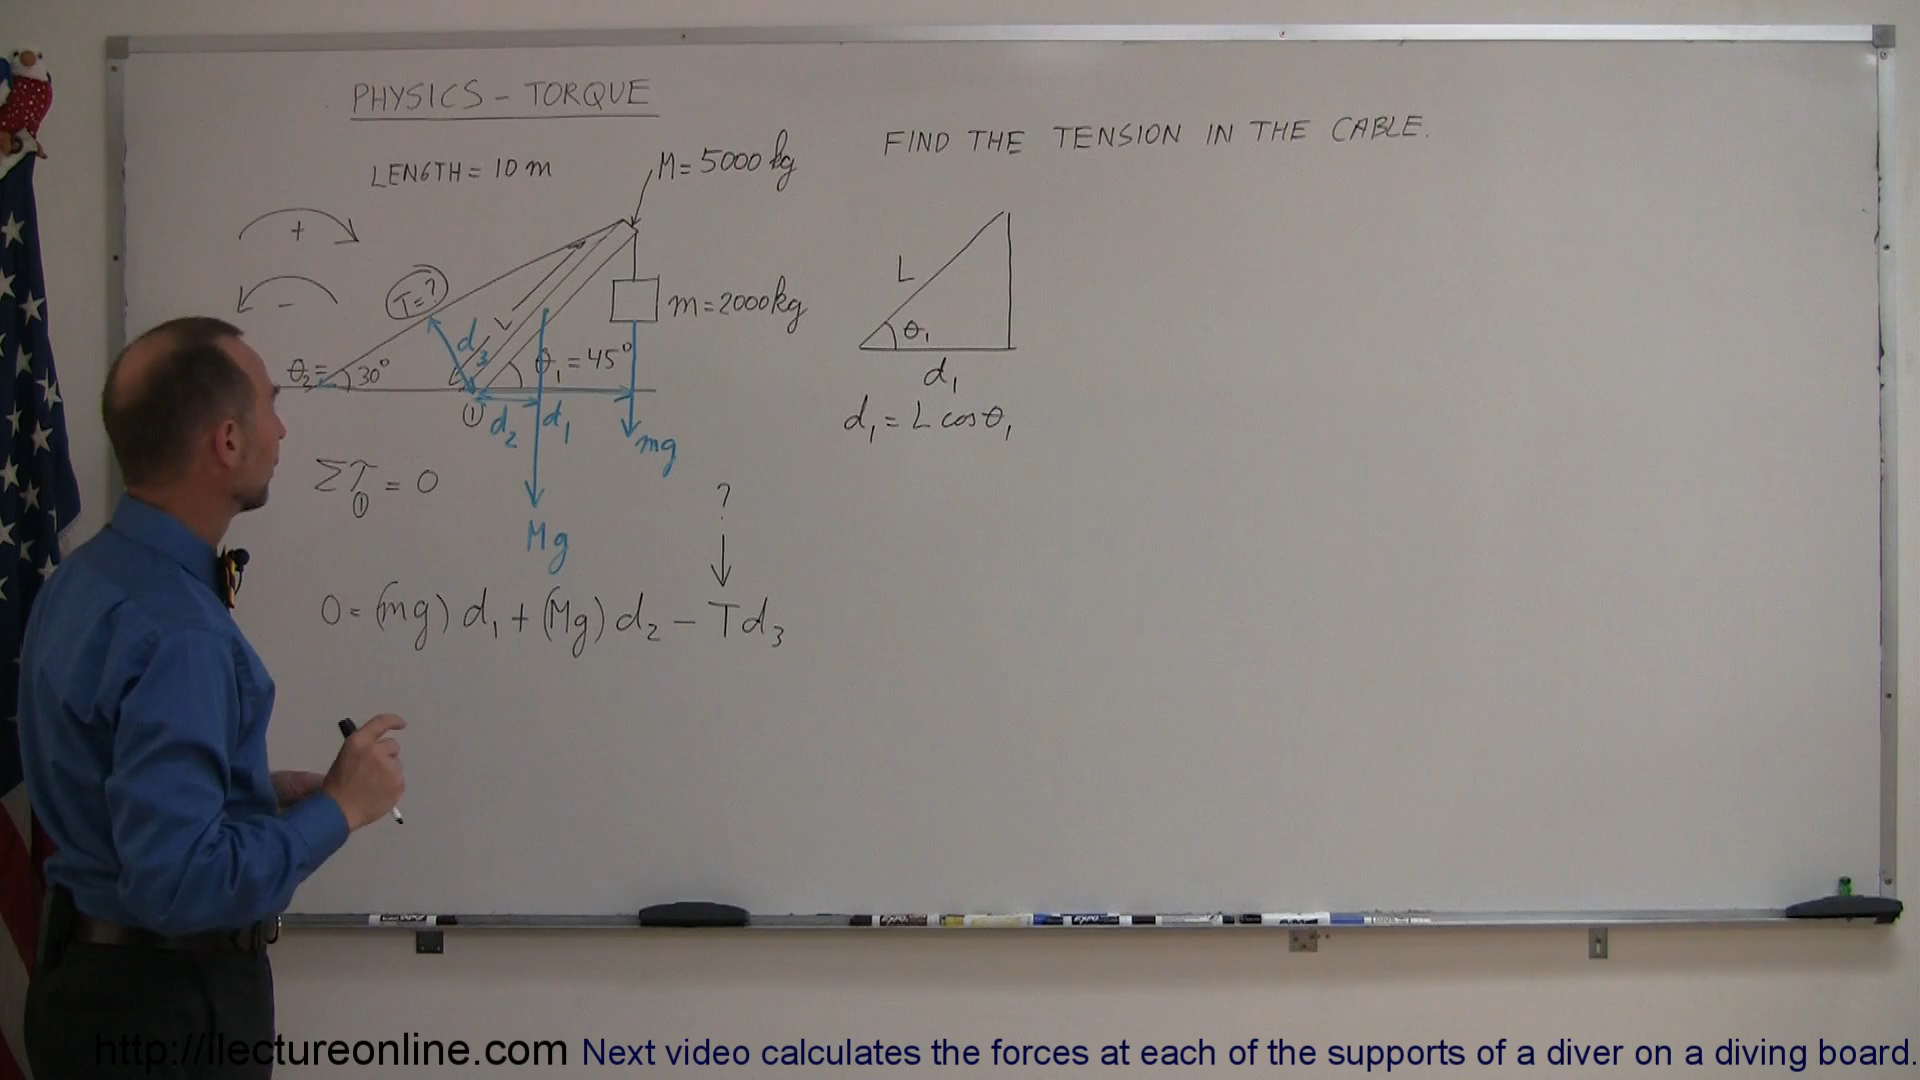 PHYSICS - TORQUE
FIND THE TENSION IN THE CABLE.
LENGTH = 10 m
M = 5000 kg
+
-
T = ?
L
m = 2000 kg
d3
θ2 = 30°
θ1 = 45°
① d2 d1
mg
Mg
L
θ1
d1
d1 = L cos θ1
Στ① = 0
?
0 = (mg) d1 + (Mg) d2 - T d3
http://ilectureonline.com Next video calculates the forces at each of the supports of a diver on a diving board.